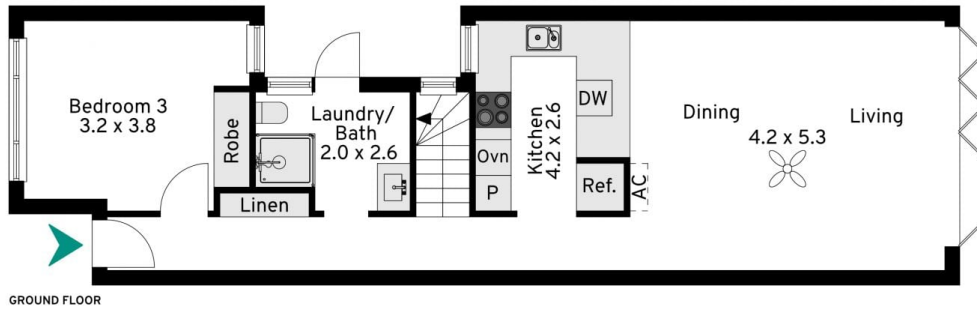 Bedroom 3
3.2 x 3.8
Robe
Linen
Laundry/
Bath
2.0 x 2.6
Ovn
P
Kitchen
4.2 x 2.6
DW
Ref.
AC
Dining
Living
4.2 x 5.3
GROUND FLOOR